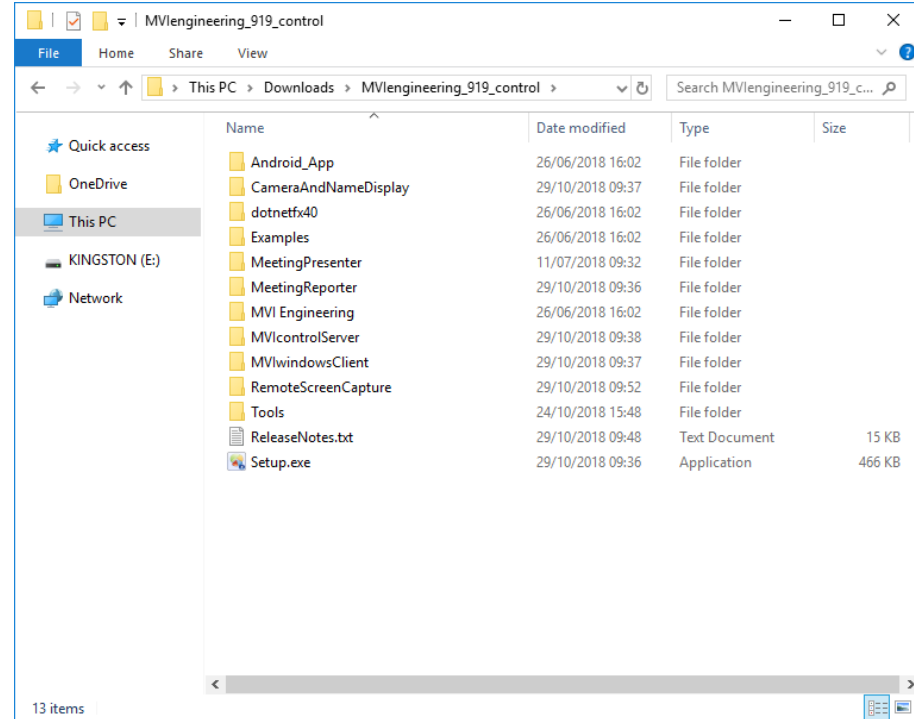 MVIengineering_919_control
File Home Share View
This PC > Downloads > MVIengineering_919_control >
Search MVIengineering_919_c...
Quick access
OneDrive
This PC
KINGSTON (E:)
Network
Name Date modified Type Size
Android_App 26/06/2018 16:02 File folder
CameraAndNameDisplay 29/10/2018 09:37 File folder
dotnetfx40 26/06/2018 16:02 File folder
Examples 26/06/2018 16:02 File folder
MeetingPresenter 11/07/2018 09:32 File folder
MeetingReporter 29/10/2018 09:36 File folder
MVI Engineering 26/06/2018 16:02 File folder
MVIcontrolServer 29/10/2018 09:38 File folder
MVIwindowsClient 29/10/2018 09:37 File folder
RemoteScreenCapture 29/10/2018 09:52 File folder
Tools 24/10/2018 15:48 File folder
ReleaseNotes.txt 29/10/2018 09:48 Text Document 15 KB
Setup.exe 29/10/2018 09:36 Application 466 KB
13 items